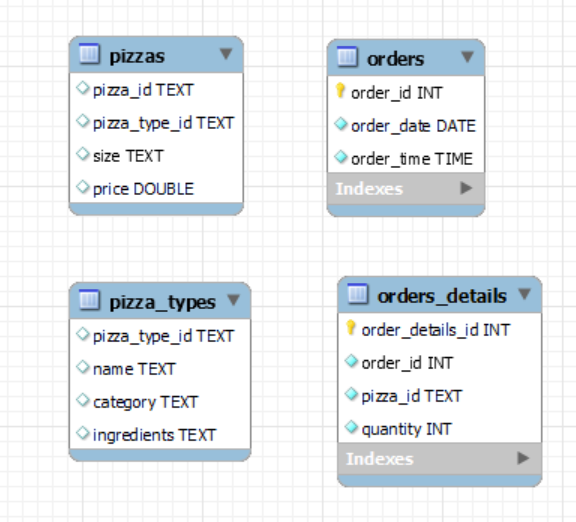 pizzas
pizza_id TEXT
pizza_type_id TEXT
size TEXT
price DOUBLE
orders
order_id INT
order_date DATE
order_time TIME
Indexes
pizza_types
pizza_type_id TEXT
name TEXT
category TEXT
ingredients TEXT
orders_details
order_details_id INT
order_id INT
pizza_id TEXT
quantity INT
Indexes